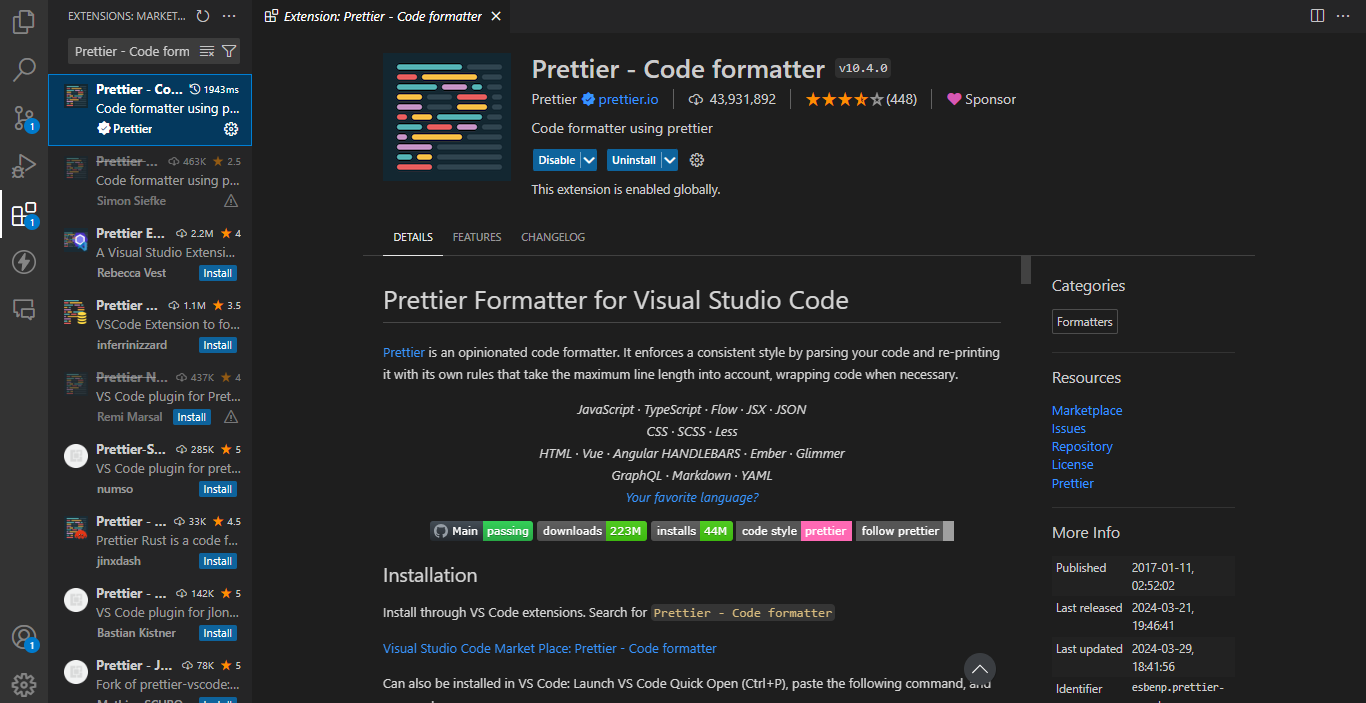 EXTENSIONS: MARKET...
Prettier - Code form
Prettier - Co... 1943ms
Code formatter using p...
Prettier
Prettier ... 463K 2.5
Code formatter using p...
Simon Siefke
Prettier E... 2.2M 4
A Visual Studio Extensi...
Rebecca Vest Install
Prettier ... 1.1M 3.5
VSCode Extension to fo...
inferrinizzard Install
Prettier N... 437K 4
VS Code plugin for Pret...
Remi Marsal Install
Prettier-S... 285K 5
VS Code plugin for pret...
numso Install
Prettier - ... 33K 4.5
Prettier Rust is a code f...
jinxdash Install
Prettier - ... 142K 5
VS Code plugin for jlon...
Bastian Kistner Install
Prettier - J... 78K 5
Fork of prettier-vscode:...
1
1
1
Extension: Prettier - Code formatter
Prettier - Code formatter v10.4.0
Prettier prettier.io 43,931,892 (448) Sponsor
Code formatter using prettier
Disable Uninstall
This extension is enabled globally.
DETAILS FEATURES CHANGELOG
Prettier Formatter for Visual Studio Code
Prettier is an opinionated code formatter. It enforces a consistent style by parsing your code and re-printing
it with its own rules that take the maximum line length into account, wrapping code when necessary.
JavaScript · TypeScript · Flow · JSX · JSON
CSS · SCSS · Less
HTML · Vue · Angular HANDLEBARS · Ember · Glimmer
GraphQL · Markdown · YAML
Your favorite language?
Main passing downloads 223M installs 44M code style prettier follow prettier
Installation
Install through VS Code extensions. Search for Prettier - Code formatter
Visual Studio Code Market Place: Prettier - Code formatter
Can also be installed in VS Code: Launch VS Code Quick Open (Ctrl+P), paste the following command, and
Categories
Formatters
Resources
Marketplace
Issues
Repository
License
Prettier
More Info
Published 2017-01-11,
02:52:02
Last released 2024-03-21,
19:46:41
Last updated 2024-03-29,
18:41:56
Identifier esbenp.prettier-